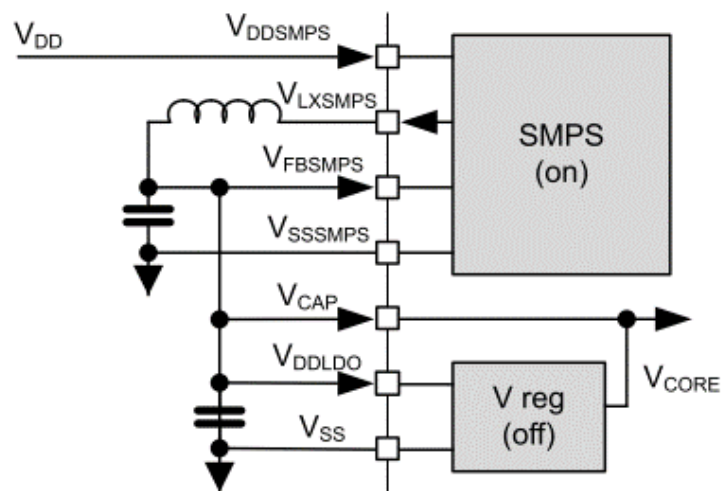 VDD
VDDSMPS
VLXSMPS
VFBSMPS
VSSSMPS
SMPS
(on)
VCAP
VDDLDO
VSS
V reg
(off)
VCORE